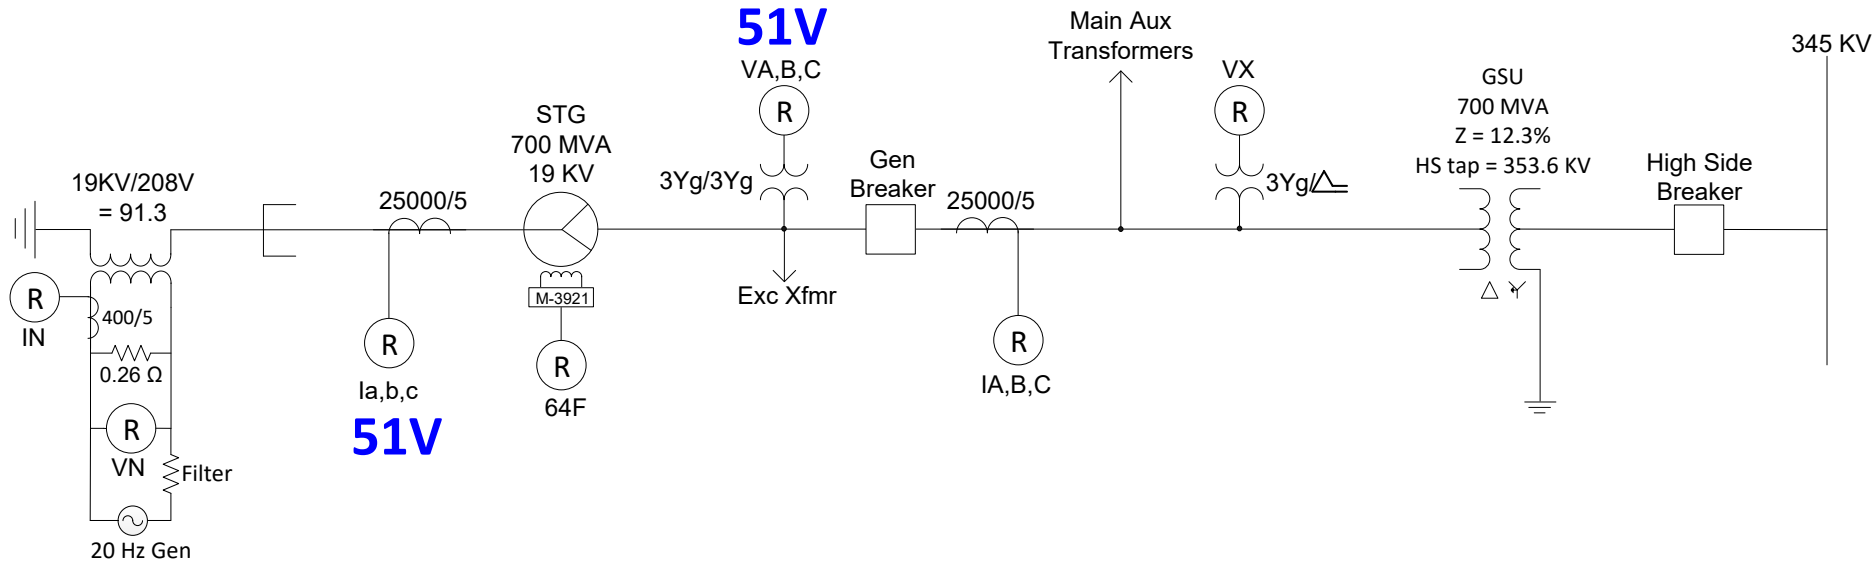 51V
VA,B,C
R
Main Aux
Transformers
VX
R
345 KV
GSU
700 MVA
Z = 12.3%
HS tap = 353.6 KV
STG
700 MVA
19 KV
3Yg/3Yg
Gen
Breaker
3Yg/
High Side
Breaker
19KV/208V
= 91.3
25000/5
25000/5
R
IN
400/5
M-3921
Exc Xfmr
0.26 Ω
R
Ia,b,c
51V
R
64F
R
IA,B,C
R
VN
Filter
20 Hz Gen